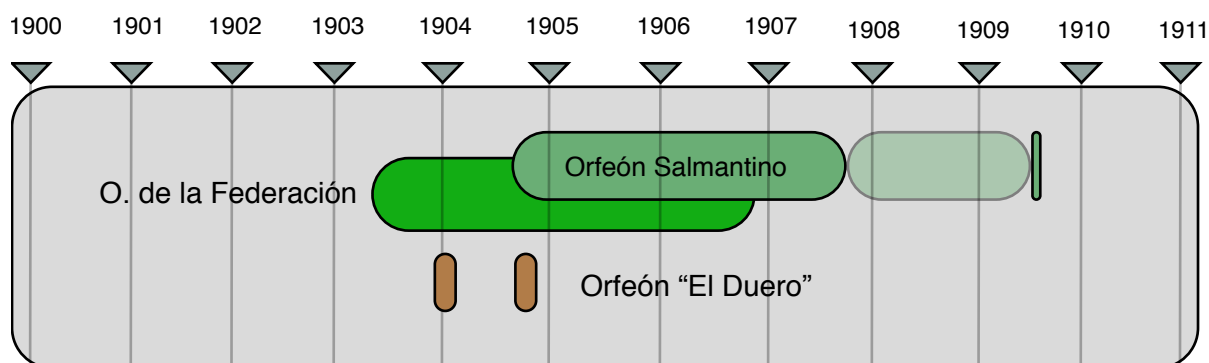 1900 1901 1902 1903 1904 1905 1906 1907 1908 1909 1910 1911
Orfeón Salmantino
O. de la Federación
Orfeón “El Duero”